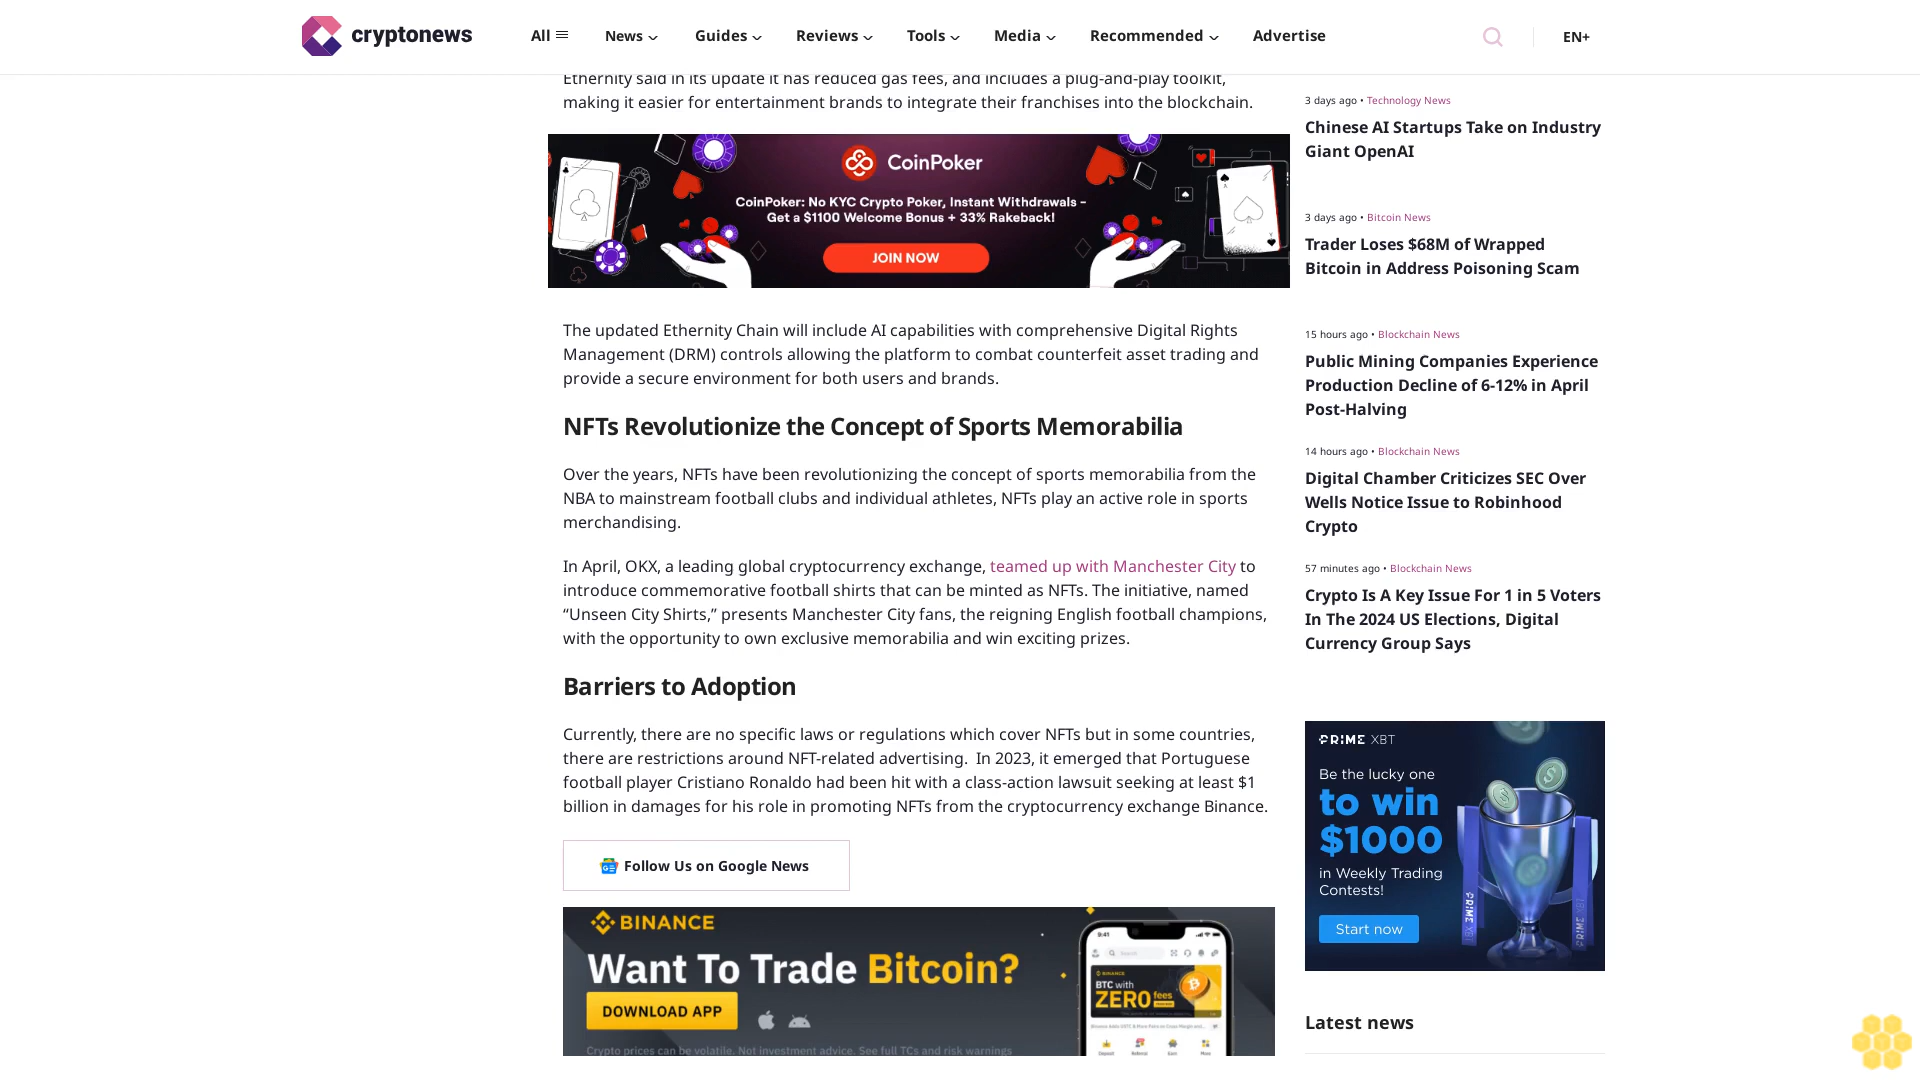 cryptonews
All
News
Guides
Reviews
Tools
Media
Recommended
Advertise
EN+
Ethernity said in its update it has reduced gas fees, and includes a plug-and-play toolkit,
making it easier for entertainment brands to integrate their franchises into the blockchain.
CoinPoker
CoinPoker: No KYC Crypto Poker, Instant Withdrawals –
Get a $1100 Welcome Bonus + 33% Rakeback!
JOIN NOW
The updated Ethernity Chain will include AI capabilities with comprehensive Digital Rights
Management (DRM) controls allowing the platform to combat counterfeit asset trading and
provide a secure environment for both users and brands.
NFTs Revolutionize the Concept of Sports Memorabilia
Over the years, NFTs have been revolutionizing the concept of sports memorabilia from the
NBA to mainstream football clubs and individual athletes, NFTs play an active role in sports
merchandising.
In April, OKX, a leading global cryptocurrency exchange, teamed up with Manchester City to
introduce commemorative football shirts that can be minted as NFTs. The initiative, named
“Unseen City Shirts,” presents Manchester City fans, the reigning English football champions,
with the opportunity to own exclusive memorabilia and win exciting prizes.
Barriers to Adoption
Currently, there are no specific laws or regulations which cover NFTs but in some countries,
there are restrictions around NFT-related advertising.  In 2023, it emerged that Portuguese
football player Cristiano Ronaldo had been hit with a class-action lawsuit seeking at least $1
billion in damages for his role in promoting NFTs from the cryptocurrency exchange Binance.
Follow Us on Google News
BINANCE
Want To Trade Bitcoin?
DOWNLOAD APP
Crypto prices can be volatile. Not investment advice. See full TCs and risk warnings
9:41
Search
BINANCE
BTC with
ZERO fees
Deposit
Referral
Earn
More
3 days ago • Technology News
Chinese AI Startups Take on Industry
Giant OpenAI
3 days ago • Bitcoin News
Trader Loses $68M of Wrapped
Bitcoin in Address Poisoning Scam
15 hours ago • Blockchain News
Public Mining Companies Experience
Production Decline of 6-12% in April
Post-Halving
14 hours ago • Blockchain News
Digital Chamber Criticizes SEC Over
Wells Notice Issue to Robinhood
Crypto
57 minutes ago • Blockchain News
Crypto Is A Key Issue For 1 in 5 Voters
In The 2024 US Elections, Digital
Currency Group Says
PRIME XBT
Be the lucky one
to win
$1000
in Weekly Trading
Contests!
Start now
PRIME XBT
PRIME XBT
Latest news